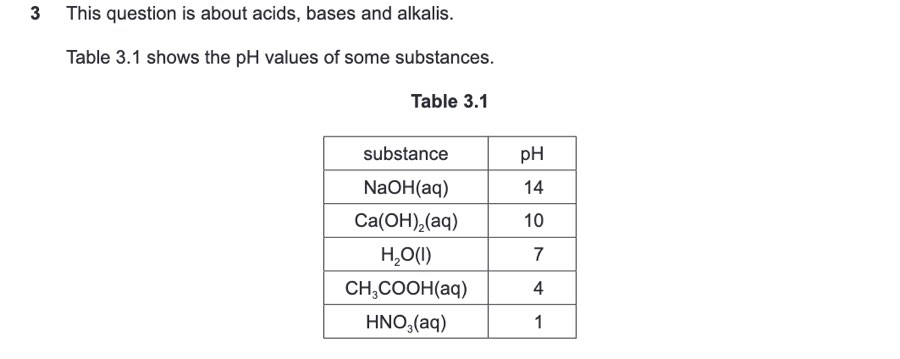 3 This question is about acids, bases and alkalis.
Table 3.1 shows the pH values of some substances.
Table 3.1
substance pH
NaOH(aq) 14
Ca(OH)₂(aq) 10
H₂O(l) 7
CH₃COOH(aq) 4
HNO₃(aq) 1